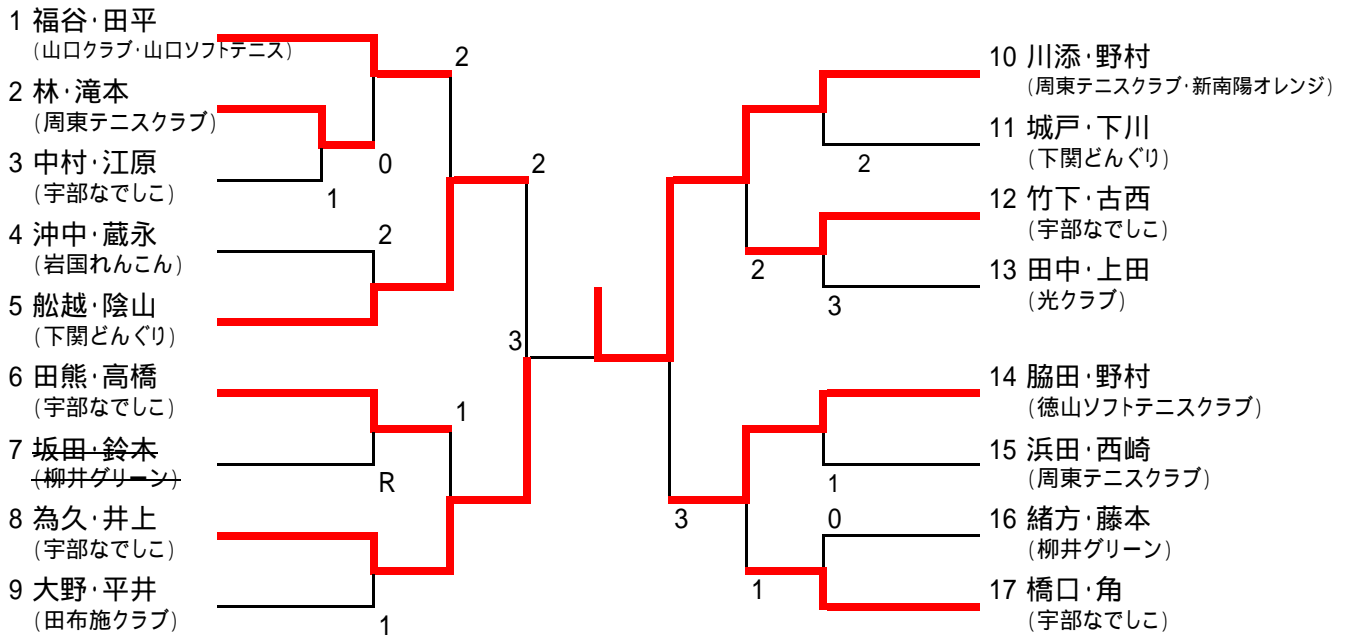 1 福谷・田平
(山口クラブ・山口ソフトテニス)
2 林・滝本
(周東テニスクラブ)
3 中村・江原
(宇部なでしこ)
4 沖中・蔵永
(岩国れんこん)
5 舩越・陰山
(下関どんぐり)
6 田熊・高橋
(宇部なでしこ)
7 坂田・鈴木
(柳井グリーン)
8 為久・井上
(宇部なでしこ)
9 大野・平井
(田布施クラブ)
2
0
1
2
2
3
1
R
1
10 川添・野村
(周東テニスクラブ・新南陽オレンジ)
11 城戸・下川
(下関どんぐり)
12 竹下・古西
(宇部なでしこ)
13 田中・上田
(光クラブ)
14 脇田・野村
(徳山ソフトテニスクラブ)
15 浜田・西崎
(周東テニスクラブ)
16 緒方・藤本
(柳井グリーン)
17 橋口・角
(宇部なでしこ)
2
2
3
1
3
0
1